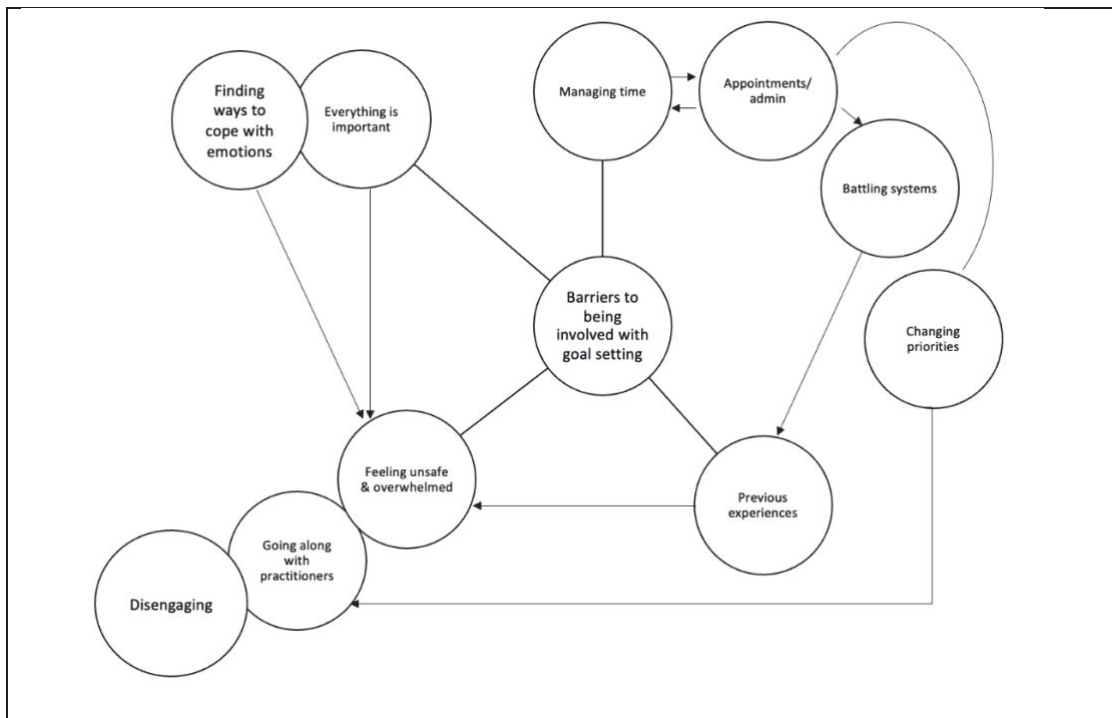 Finding
ways to
cope with
emotions
Everything is
important
Managing time
Appointments/
admin
Battling systems
Barriers to
being
involved with
goal setting
Changing
priorities
Feeling unsafe
& overwhelmed
Previous
experiences
Going along
with
practitioners
Disengaging